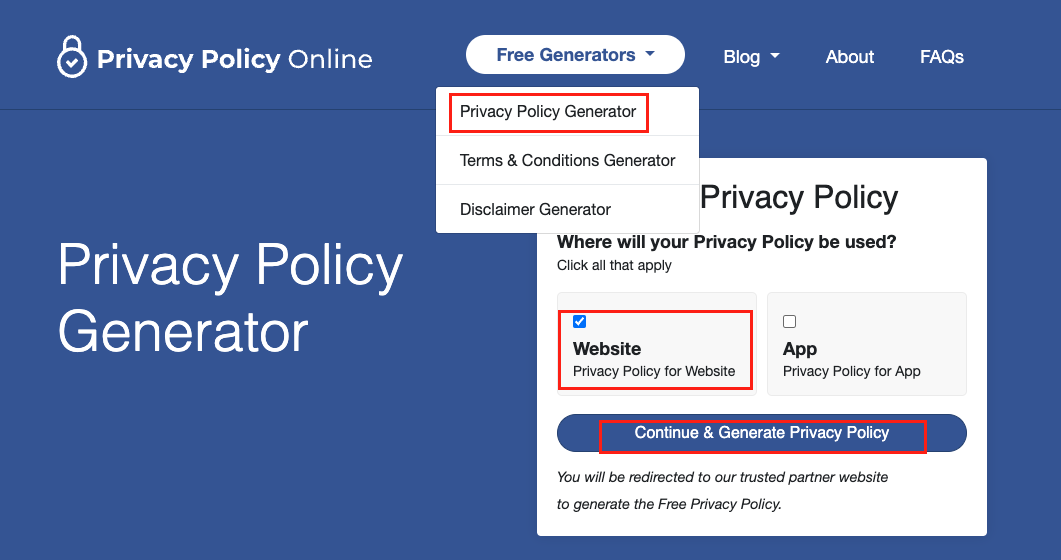 Privacy Policy Online
Free Generators
Blog
About
FAQs
Privacy Policy Generator
Terms & Conditions Generator
Disclaimer Generator
Privacy Policy
Generator
Privacy Policy
Where will your Privacy Policy be used?
Click all that apply
Website
Privacy Policy for Website
App
Privacy Policy for App
Continue & Generate Privacy Policy
You will be redirected to our trusted partner website
to generate the Free Privacy Policy.